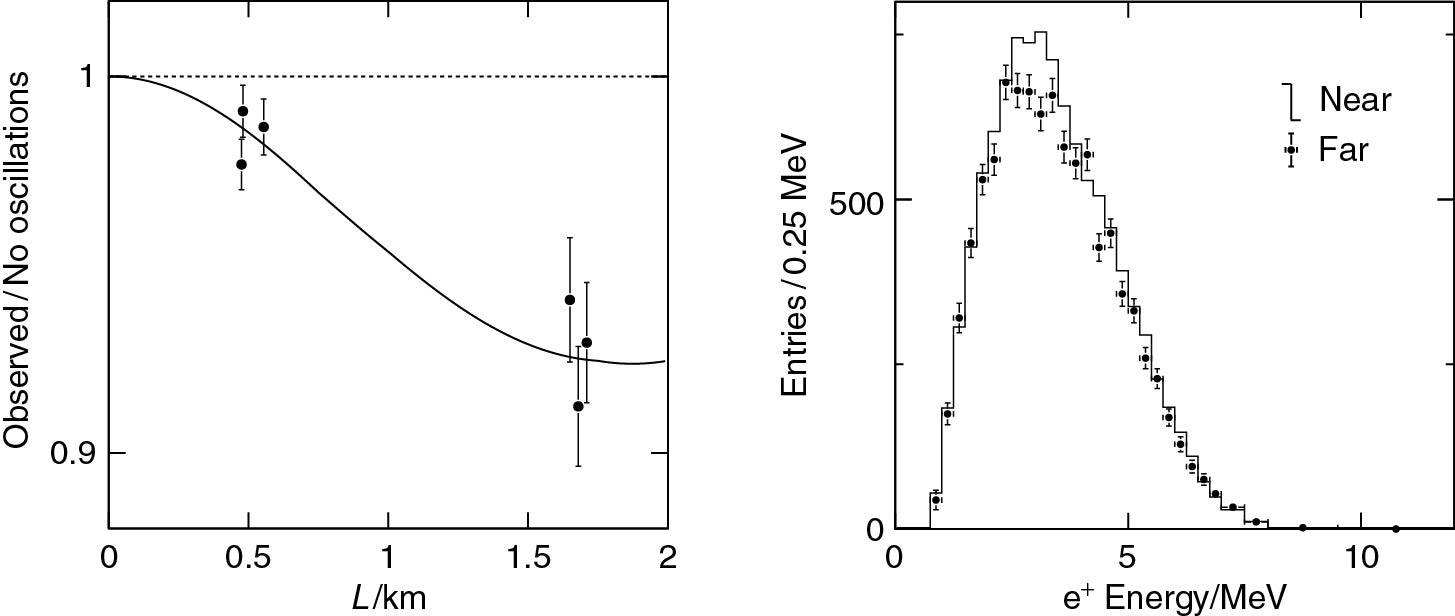 Observed / No oscillations
1
0.9
0
0.5
1
1.5
2
L/km
Entries / 0.25 MeV
500
0
Near
Far
0
5
10
e⁺ Energy/MeV